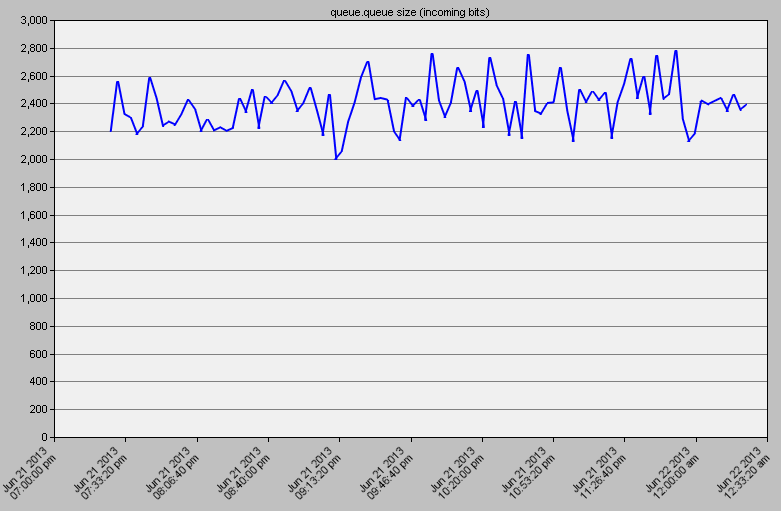 queue.queue size (incoming bits)
3,000
2,800
2,600
2,400
2,200
2,000
1,800
1,600
1,400
1,200
1,000
800
600
400
200
0
Jun 21 2013
07:00:00 pm
Jun 21 2013
07:33:20 pm
Jun 21 2013
08:06:40 pm
Jun 21 2013
08:40:00 pm
Jun 21 2013
09:13:20 pm
Jun 21 2013
09:46:40 pm
Jun 21 2013
10:20:00 pm
Jun 21 2013
10:53:20 pm
Jun 21 2013
11:26:40 pm
Jun 22 2013
12:00:00 am
Jun 22 2013
12:33:20 am